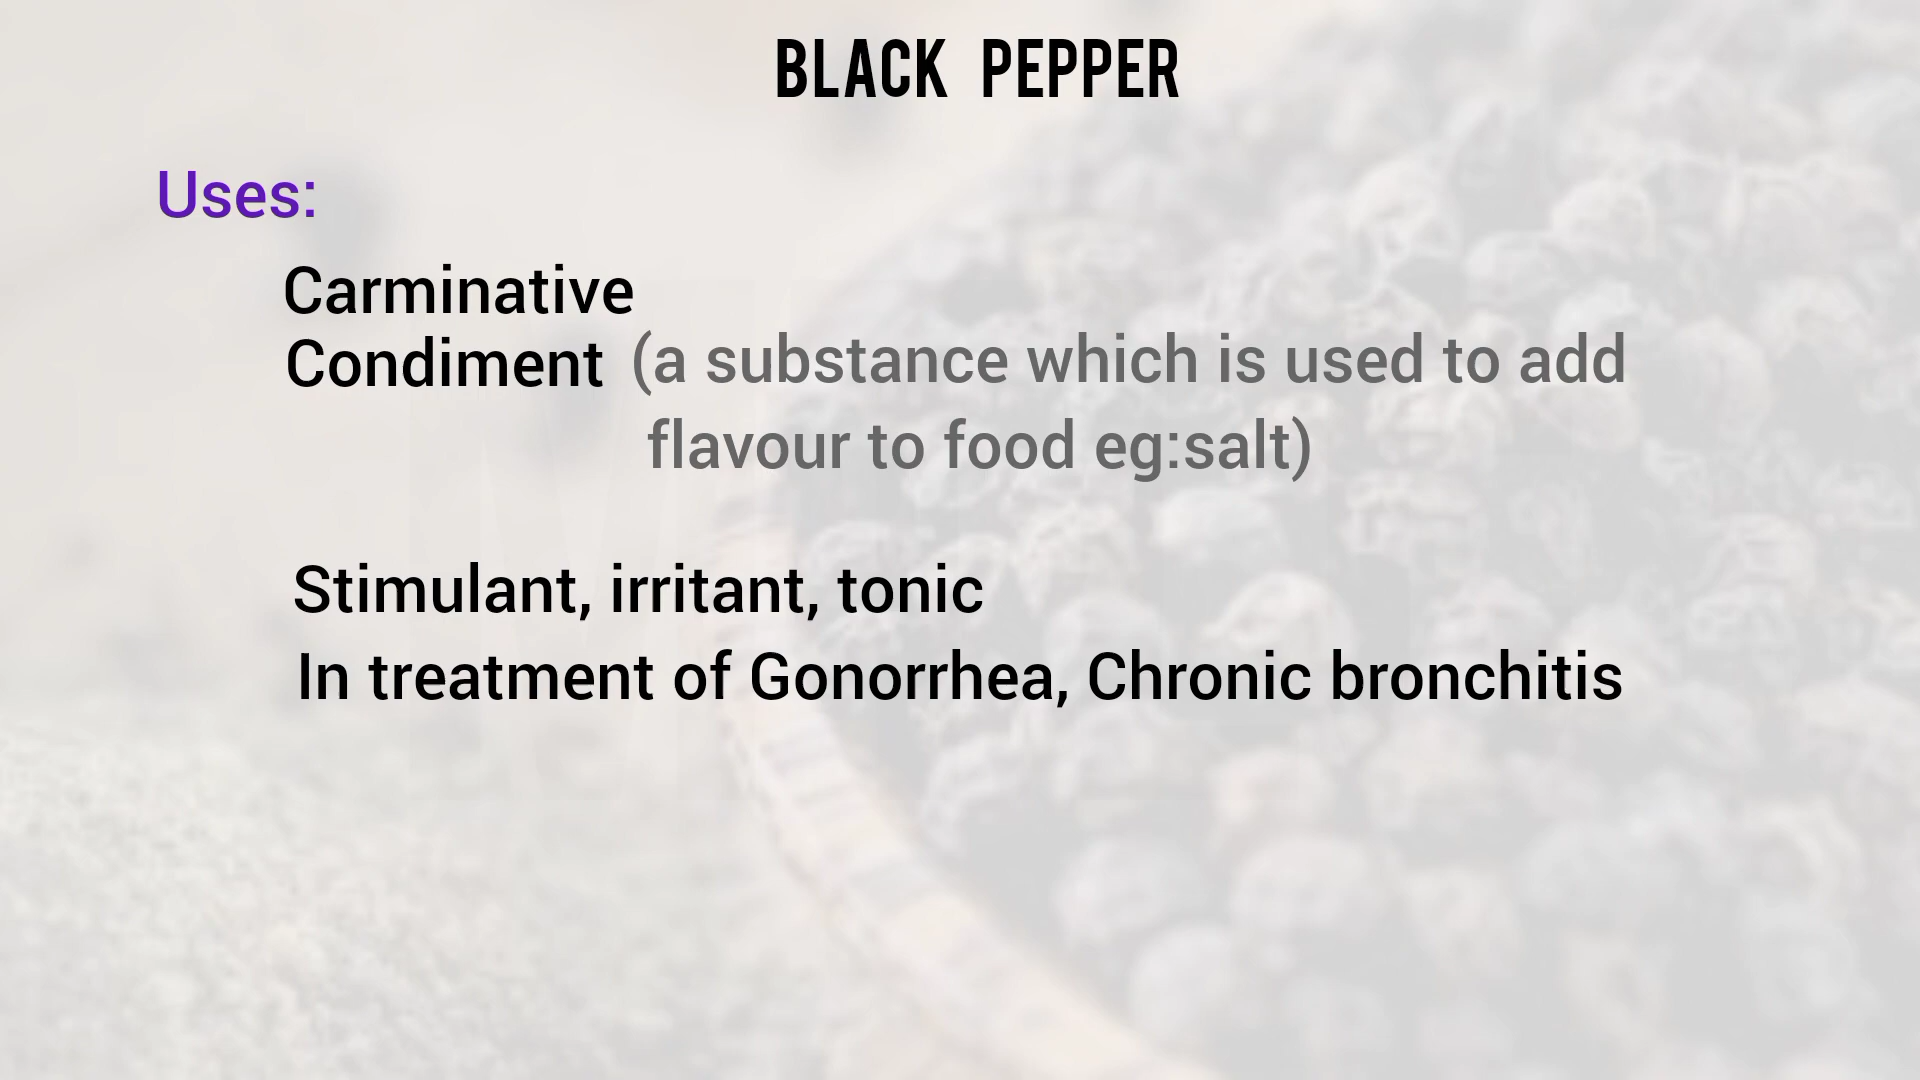 BLACK PEPPER
Uses:
Carminative
Condiment (a substance which is used to add
flavour to food eg:salt)
Stimulant, irritant, tonic
In treatment of Gonorrhea, Chronic bronchitis